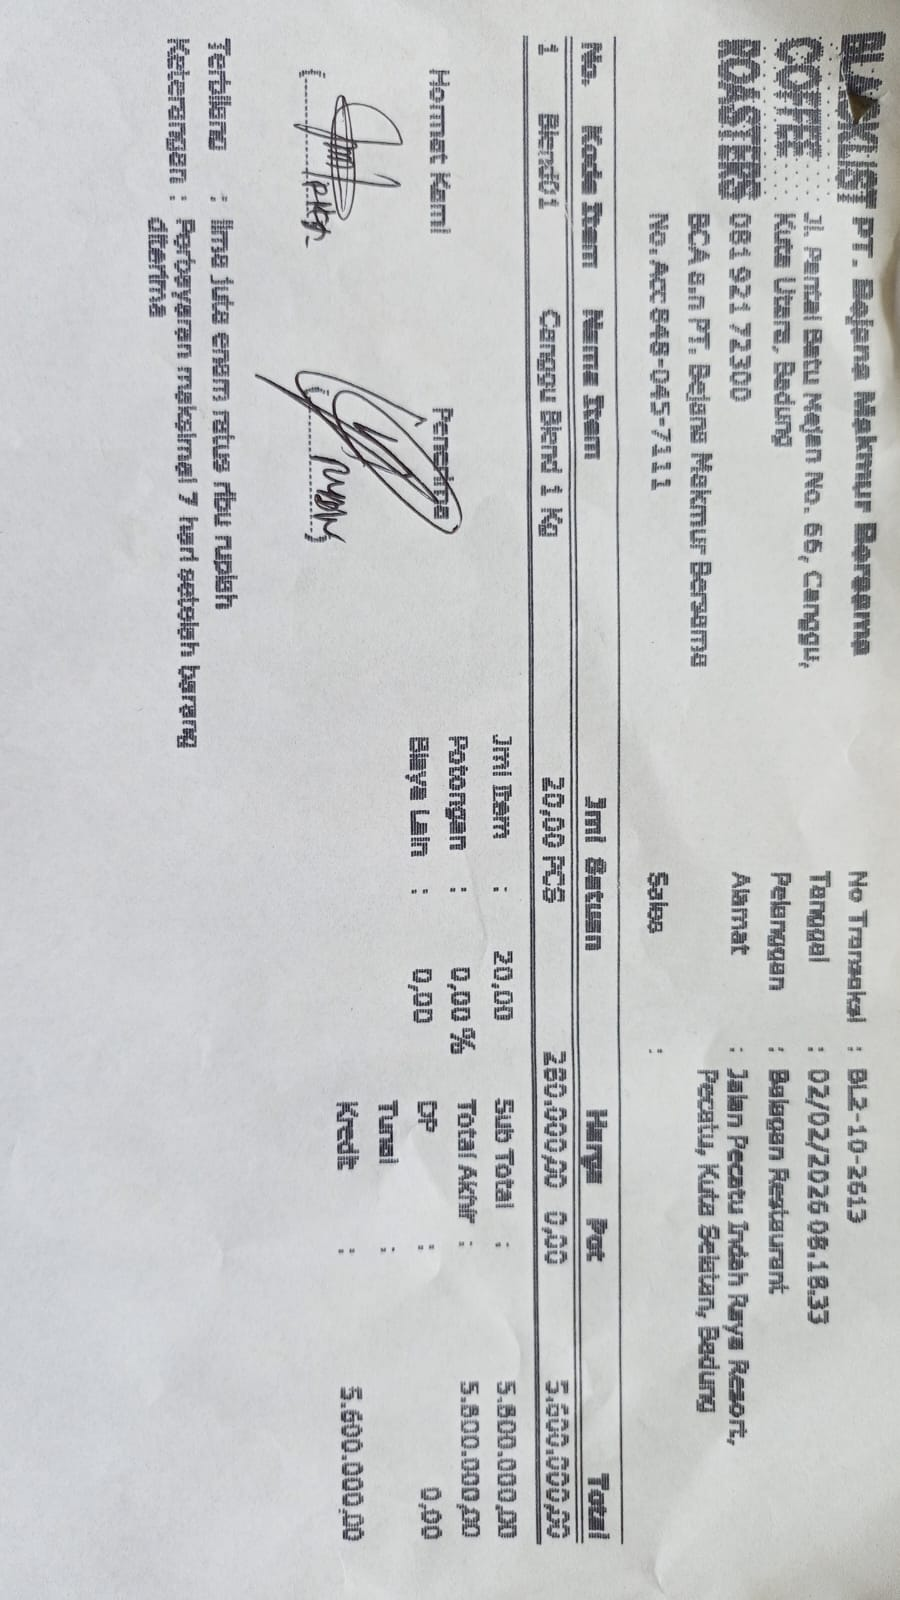 BLACKLIST
COFFEE
ROASTERS
PT. Bejana Makmur Bersama
Jl. Pantai Batu Mejan No. 66, Canggu,
Kuta Utara, Badung
081 921 72300
BCA a.n PT. Bejana Makmur Bersama
No.Acc 848-045-7111
No Transaksi : BL2-10-2613
Tanggal : 02/02/2026 08.18.33
Pelanggan : Balagan Restaurant
Alamat : Jalan Pecatu Indah Raya Resort,
Pecatu, Kuta Selatan, Badung
Sales :
No. Kode Item Nama Item Jml Satuan Harga Pot Total
1 Blend01 Canggu Blend 1 Kg 20,00 PCS 280.000,00 0,00 5.600.000,00
Jml Item : 20,00 Sub Total : 5.600.000,00
Potongan : 0,00 % Total Akhir : 5.600.000,00
Biaya Lain : 0,00 DP : 0,00
Tunai :
Kredit : 5.600.000,00
Hormat Kami Penerima
Terbilang : lima juta enam ratus ribu rupiah
Keterangan : Perbayaran maksimal 7 hari setelah barang
diterima